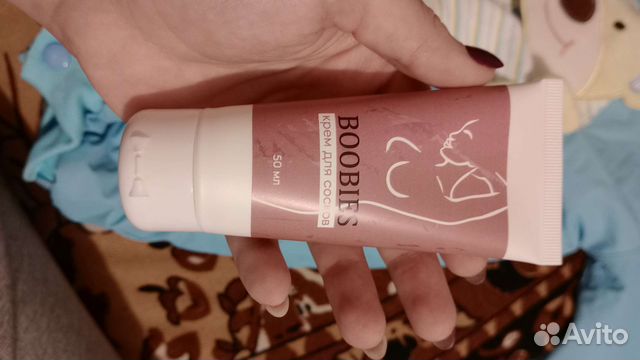 BOOBIES
крем для сосков
50 мл
Avito